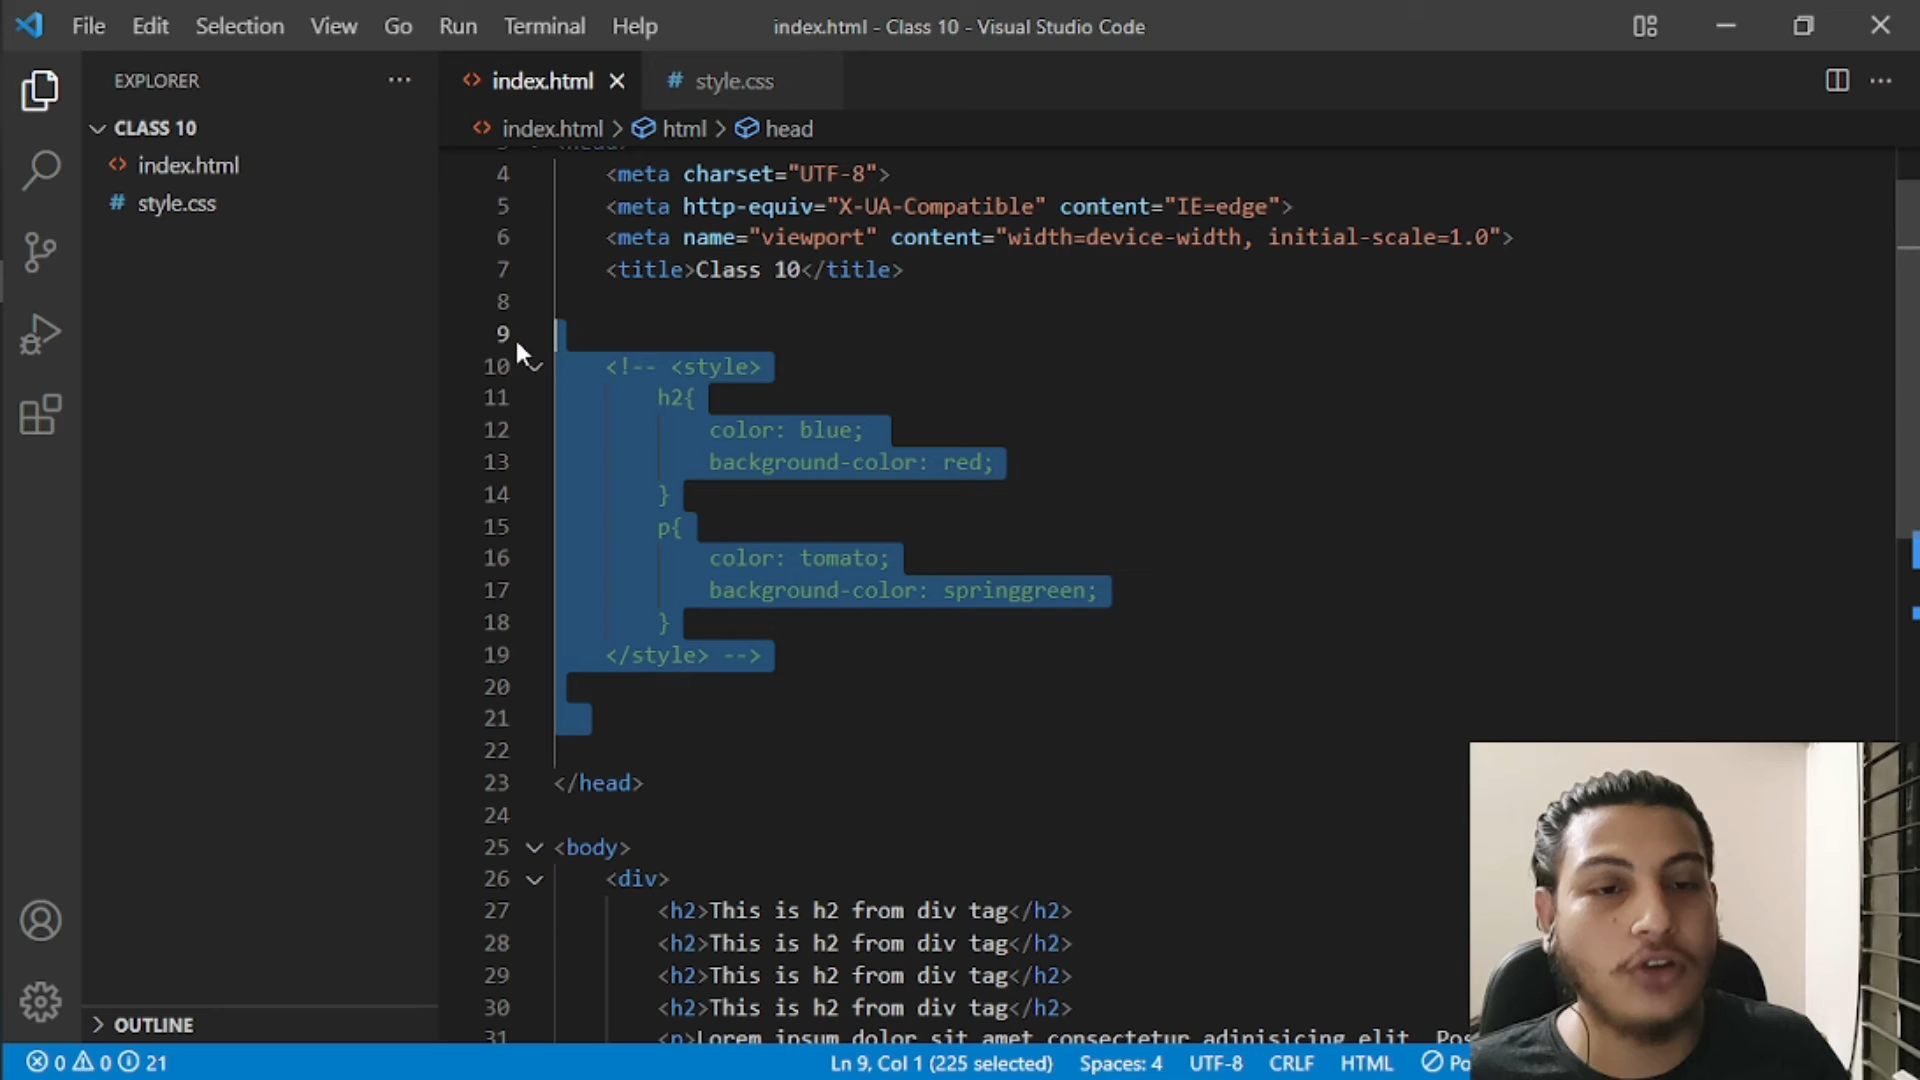 File Edit Selection View Go Run Terminal Help index.html - Class 10 - Visual Studio Code
EXPLORER ··· <> index.html × # style.css ···
CLASS 10
<> index.html
# style.css
<> index.html > html > head
4 <meta charset="UTF-8">
5 <meta http-equiv="X-UA-Compatible" content="IE=edge">
6 <meta name="viewport" content="width=device-width, initial-scale=1.0">
7 <title>Class 10</title>
8
9
10 <!-- <style>
11 h2{
12 color: blue;
13 background-color: red;
14 }
15 p{
16 color: tomato;
17 background-color: springgreen;
18 }
19 </style> -->
20
21
22
23 </head>
24
25 <body>
26 <div>
27 <h2>This is h2 from div tag</h2>
28 <h2>This is h2 from div tag</h2>
29 <h2>This is h2 from div tag</h2>
30 <h2>This is h2 from div tag</h2>
31 <p>Lorem ipsum dolor sit amet consectetur adipisicing elit.
OUTLINE
0 0 21 Ln 9, Col 1 (225 selected) Spaces: 4 UTF-8 CRLF HTML